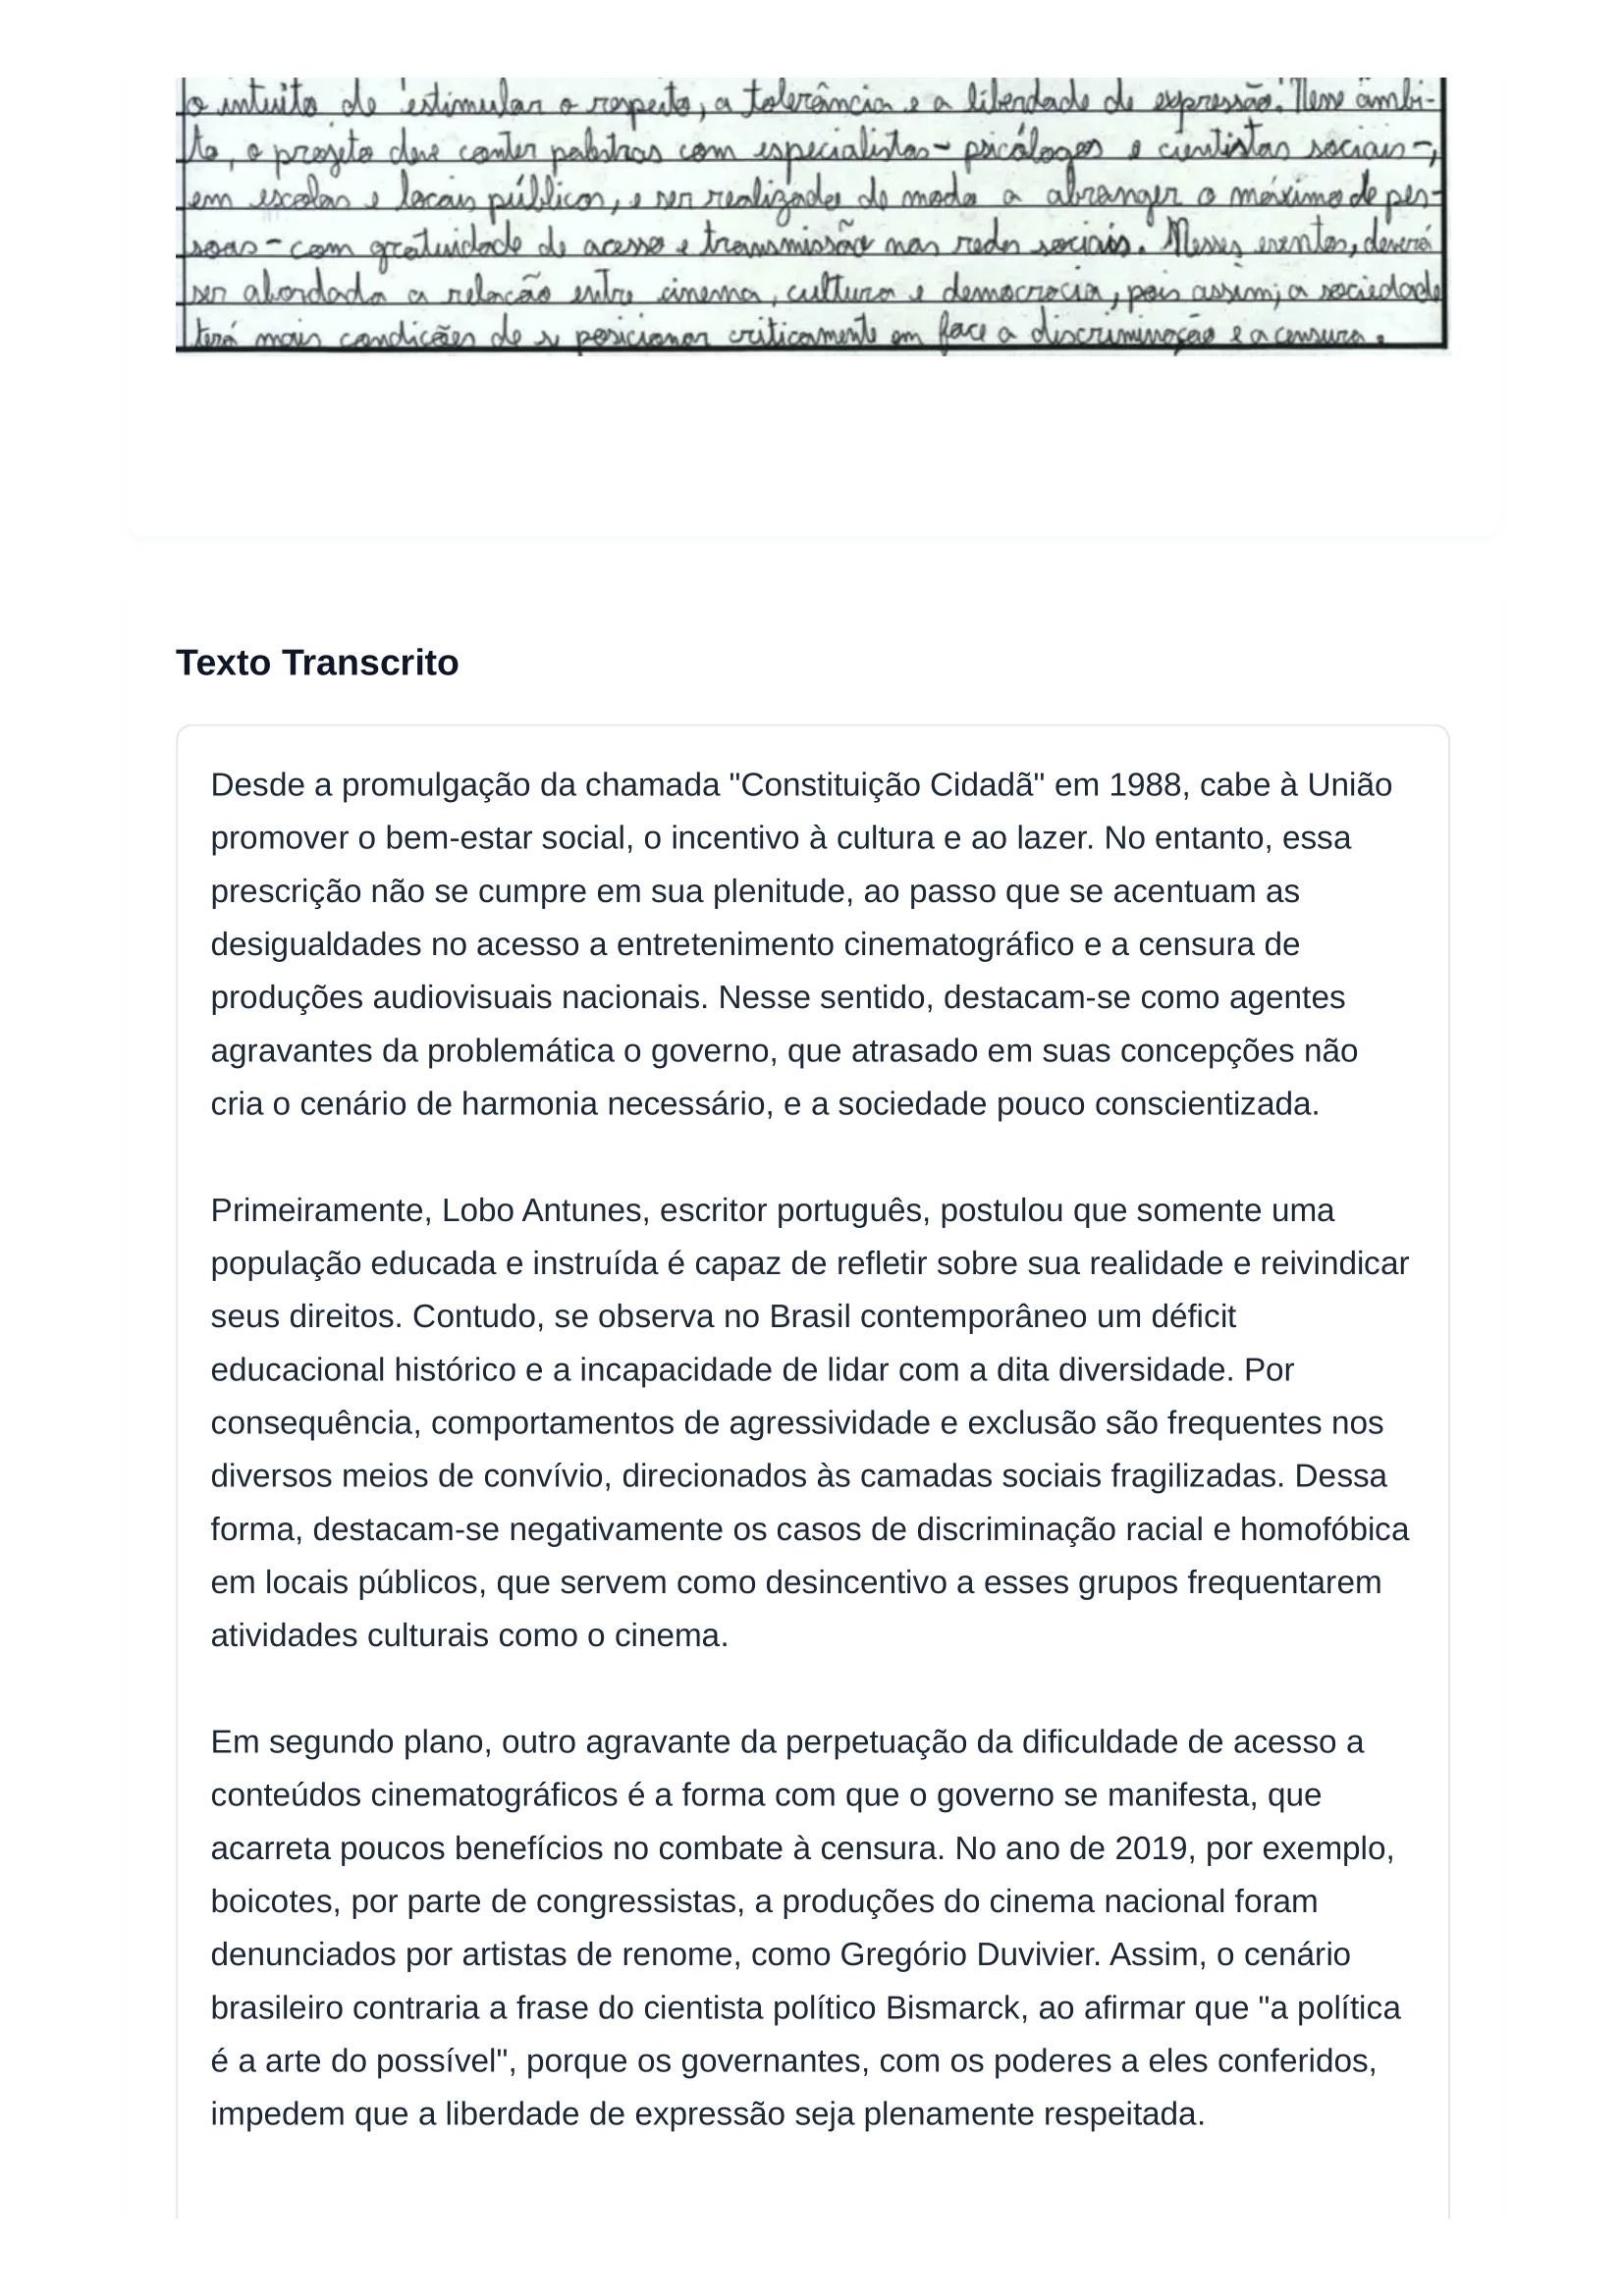 o intuito de estimular o respeito, a tolerância e a liberdade de expressão. Nesse âmbi-
to, o projeto deve conter palestras com especialistas - psicólogos e cientistas sociais -,
em escolas e locais públicos, e ser realizado de modo a abranger o máximo de pes-
soas - com gratuidade de acesso e transmissão nas redes sociais. Nesses eventos, deverá
ser abordada a relação entre cinema, cultura e democracia, pois assim, a sociedade
terá mais condições de se posicionar criticamente em face a discriminação e a censura.
Texto Transcrito
Desde a promulgação da chamada "Constituição Cidadã" em 1988, cabe à União
promover o bem-estar social, o incentivo à cultura e ao lazer. No entanto, essa
prescrição não se cumpre em sua plenitude, ao passo que se acentuam as
desigualdades no acesso a entretenimento cinematográfico e a censura de
produções audiovisuais nacionais. Nesse sentido, destacam-se como agentes
agravantes da problemática o governo, que atrasado em suas concepções não
cria o cenário de harmonia necessário, e a sociedade pouco conscientizada.
Primeiramente, Lobo Antunes, escritor português, postulou que somente uma
população educada e instruída é capaz de refletir sobre sua realidade e reivindicar
seus direitos. Contudo, se observa no Brasil contemporâneo um déficit
educacional histórico e a incapacidade de lidar com a dita diversidade. Por
consequência, comportamentos de agressividade e exclusão são frequentes nos
diversos meios de convívio, direcionados às camadas sociais fragilizadas. Dessa
forma, destacam-se negativamente os casos de discriminação racial e homofóbica
em locais públicos, que servem como desincentivo a esses grupos frequentarem
atividades culturais como o cinema.
Em segundo plano, outro agravante da perpetuação da dificuldade de acesso a
conteúdos cinematográficos é a forma com que o governo se manifesta, que
acarreta poucos benefícios no combate à censura. No ano de 2019, por exemplo,
boicotes, por parte de congressistas, a produções do cinema nacional foram
denunciados por artistas de renome, como Gregório Duvivier. Assim, o cenário
brasileiro contraria a frase do cientista político Bismarck, ao afirmar que "a política
é a arte do possível", porque os governantes, com os poderes a eles conferidos,
impedem que a liberdade de expressão seja plenamente respeitada.